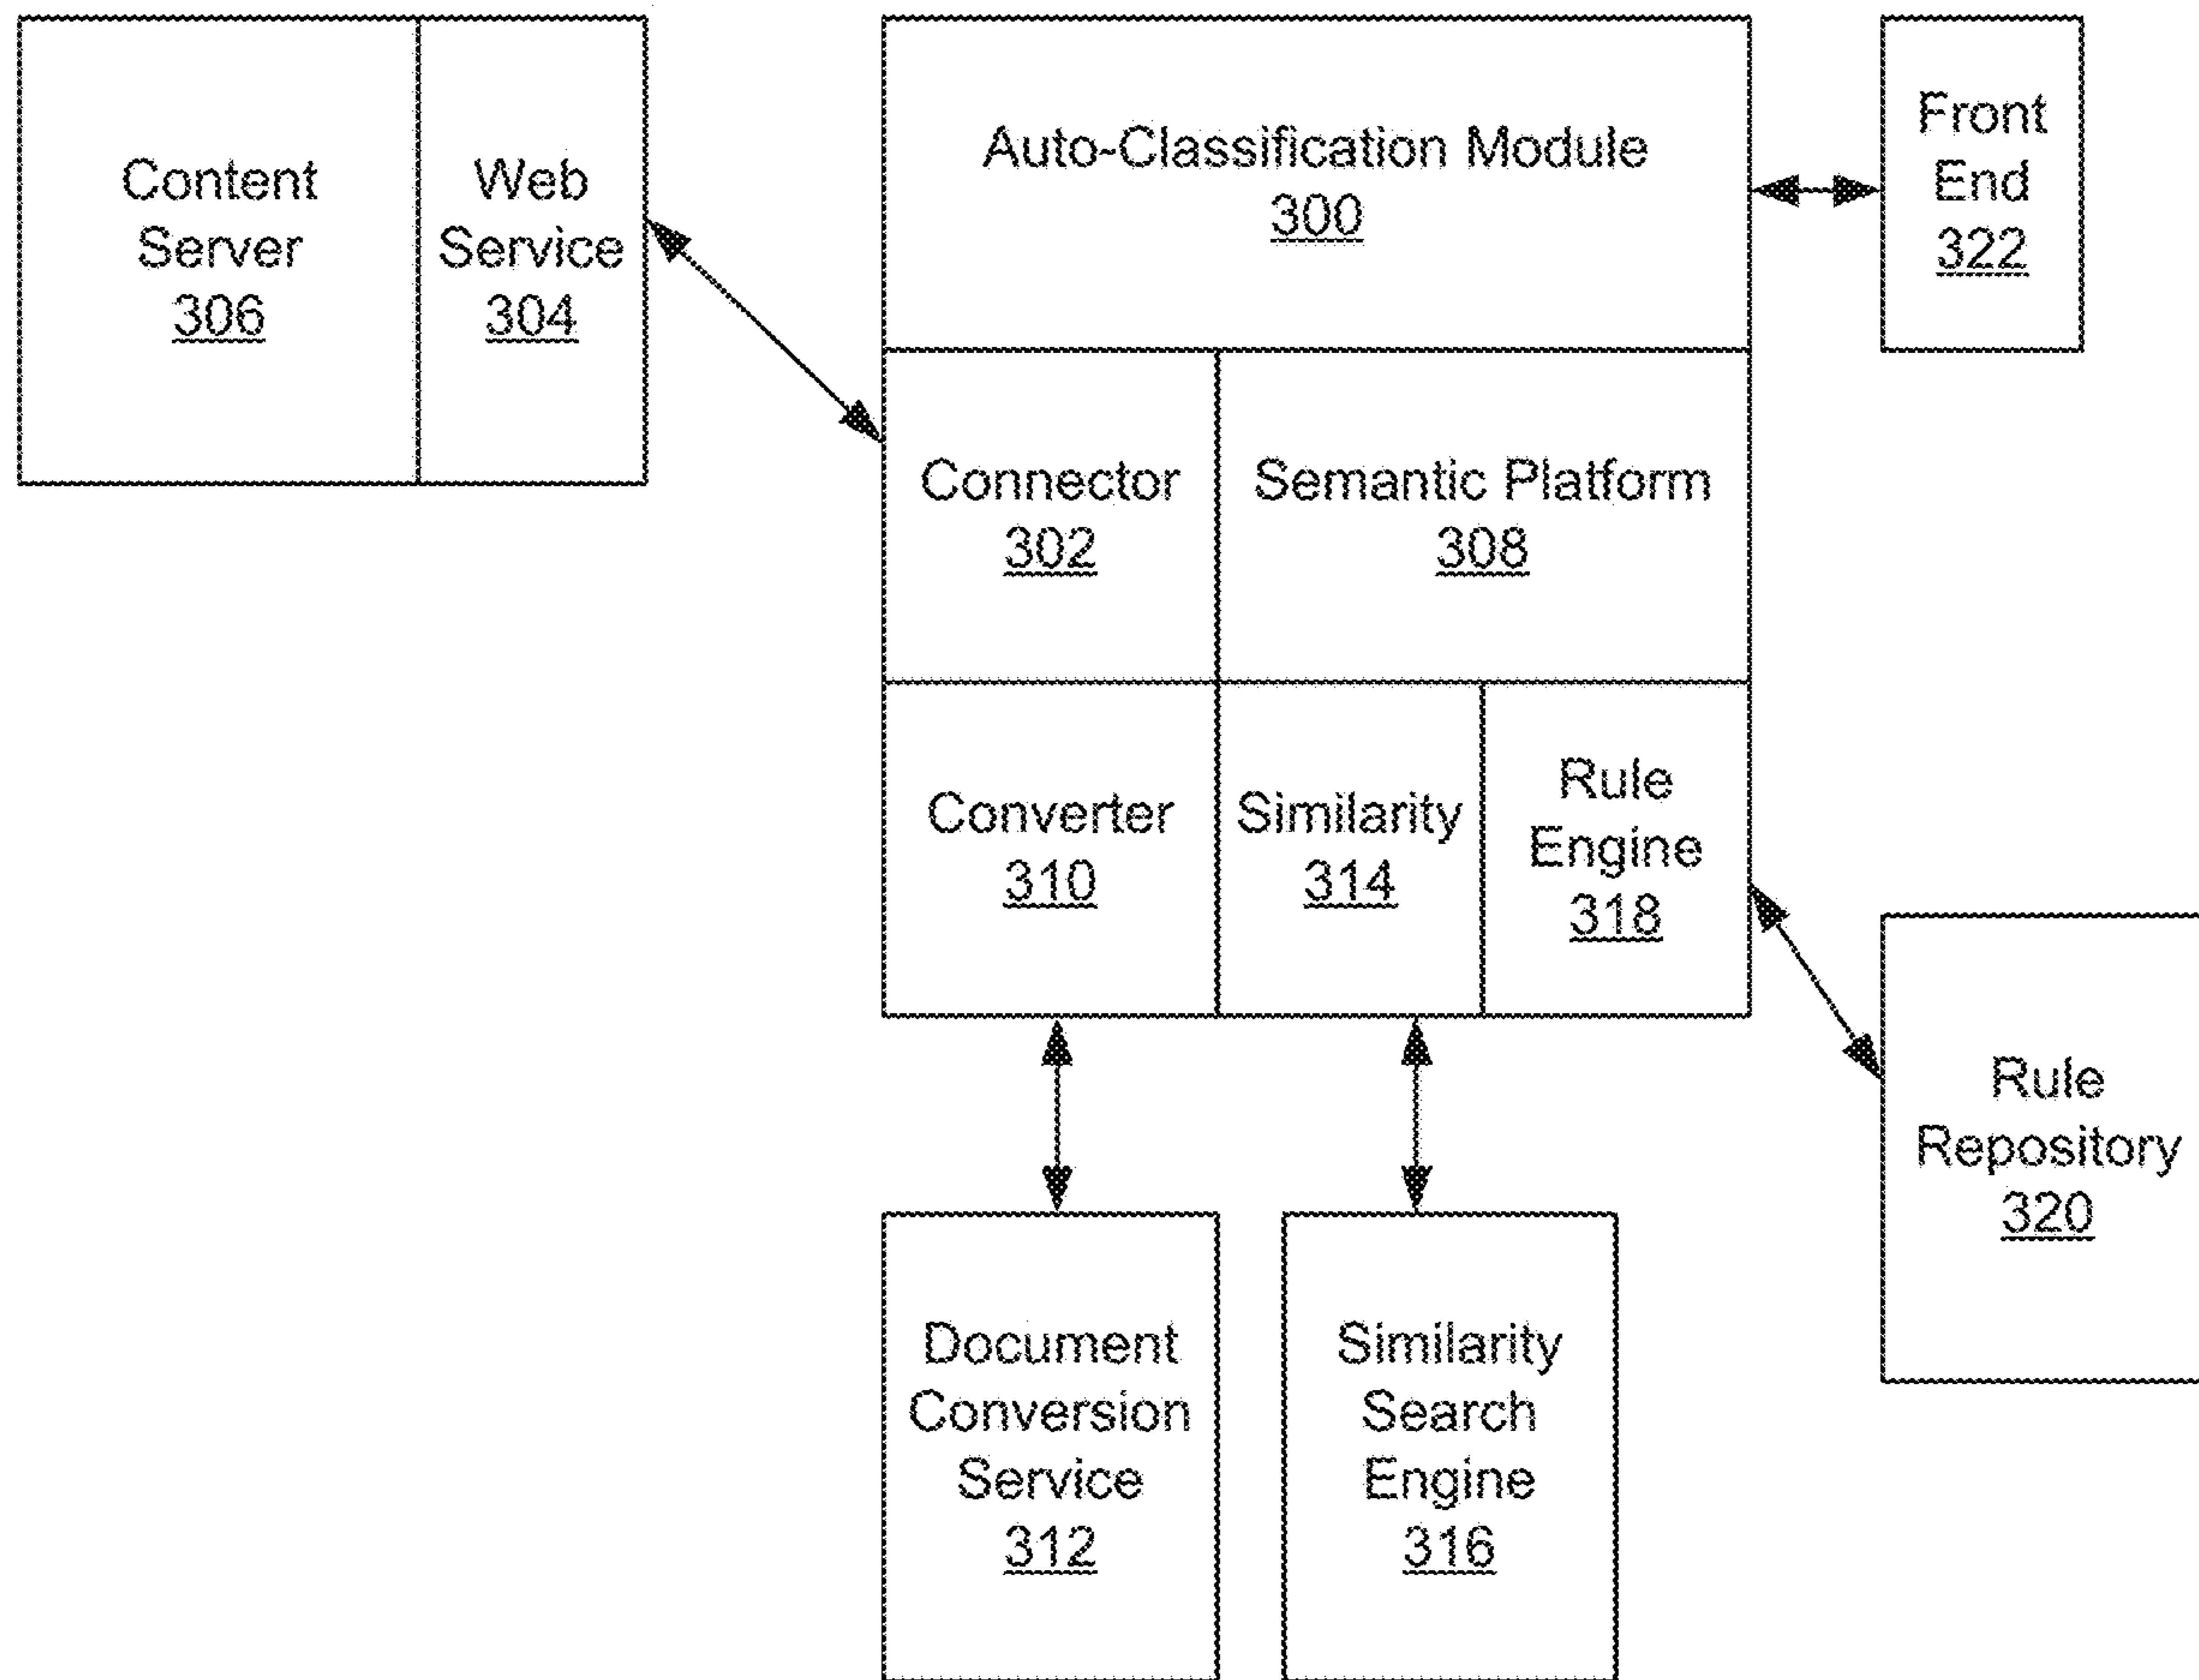 Content
Server
306
Web
Service
304
Auto-Classification Module
300
Front
End
322
Connector
302
Semantic Platform
308
Converter
310
Similarity
314
Rule
Engine
318
Rule
Repository
320
Document
Conversion
Service
312
Similarity
Search
Engine
316